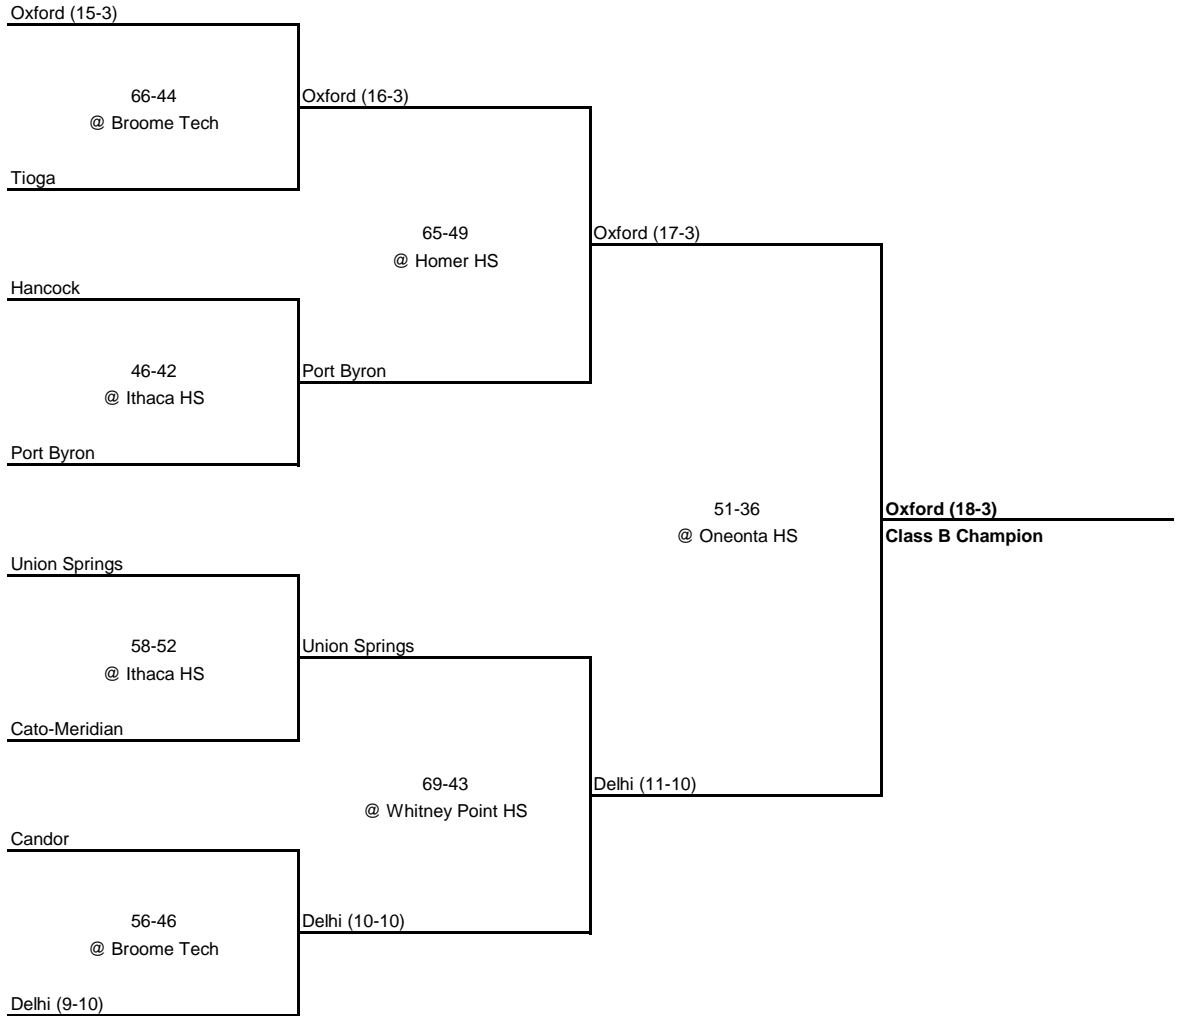 Oxford (15-3)
66-44
@ Broome Tech
Oxford (16-3)
Tioga
65-49
@ Homer HS
Oxford (17-3)
Hancock
46-42
@ Ithaca HS
Port Byron
Port Byron
51-36
@ Oneonta HS
Oxford (18-3)
Class B Champion
Union Springs
58-52
@ Ithaca HS
Union Springs
Cato-Meridian
69-43
@ Whitney Point HS
Delhi (11-10)
Candor
56-46
@ Broome Tech
Delhi (10-10)
Delhi (9-10)